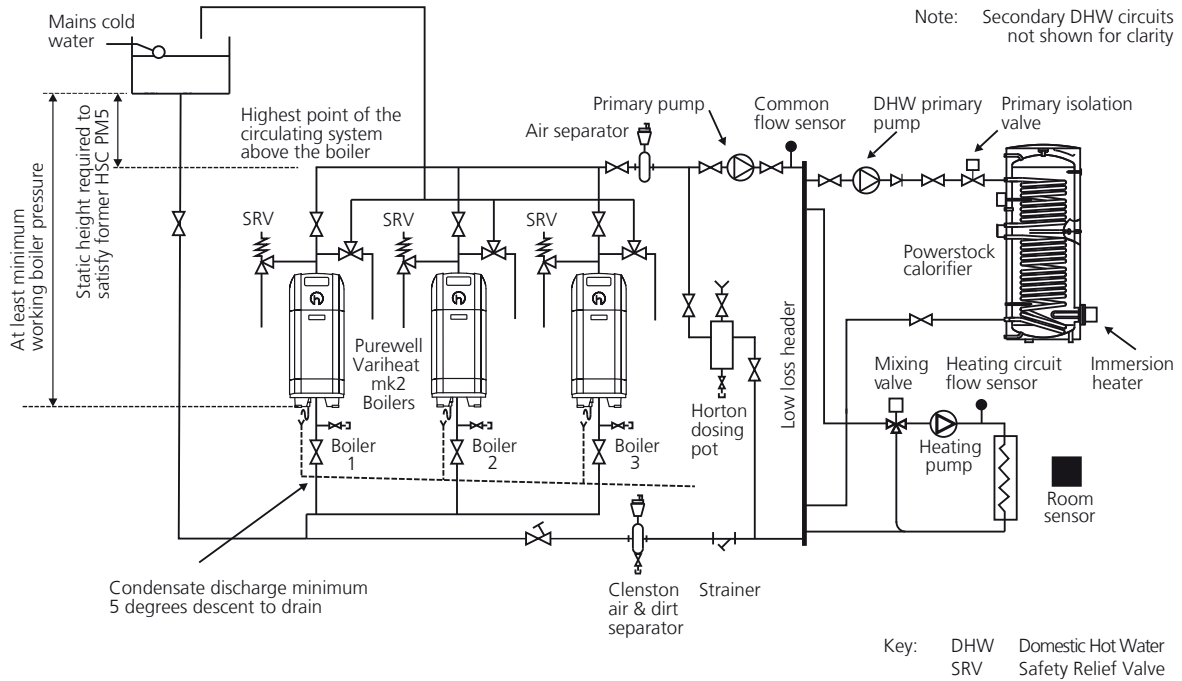 Mains cold
water
Note: Secondary DHW circuits
not shown for clarity
At least minimum
working boiler pressure
Static height required to
satisfy former HSC PM5
Highest point of the
circulating system
above the boiler
Air separator
Primary pump
Common
flow sensor
DHW primary
pump
Primary isolation
valve
SRV
SRV
SRV
Powerstock
calorifier
Purewell
Variheat
mk2
Boilers
Low loss header
Horton
dosing
pot
Mixing
valve
Heating circuit
flow sensor
Immersion
heater
Boiler
1
Boiler
2
Boiler
3
Heating
pump
Room
sensor
Condensate discharge minimum
5 degrees descent to drain
Clenston
air & dirt
separator
Strainer
Key: DHW Domestic Hot Water
SRV Safety Relief Valve